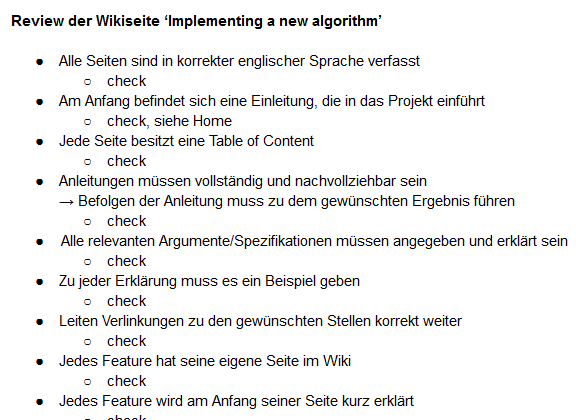 Review der Wikiseite ‘Implementing a new algorithm’
● Alle Seiten sind in korrekter englischer Sprache verfasst
○ check
● Am Anfang befindet sich eine Einleitung, die in das Projekt einführt
○ check, siehe Home
● Jede Seite besitzt eine Table of Content
○ check
● Anleitungen müssen vollständig und nachvollziehbar sein
→ Befolgen der Anleitung muss zu dem gewünschten Ergebnis führen
○ check
● Alle relevanten Argumente/Spezifikationen müssen angegeben und erklärt sein
○ check
● Zu jeder Erklärung muss es ein Beispiel geben
○ check
● Leiten Verlinkungen zu den gewünschten Stellen korrekt weiter
○ check
● Jedes Feature hat seine eigene Seite im Wiki
○ check
● Jedes Feature wird am Anfang seiner Seite kurz erklärt
○ check